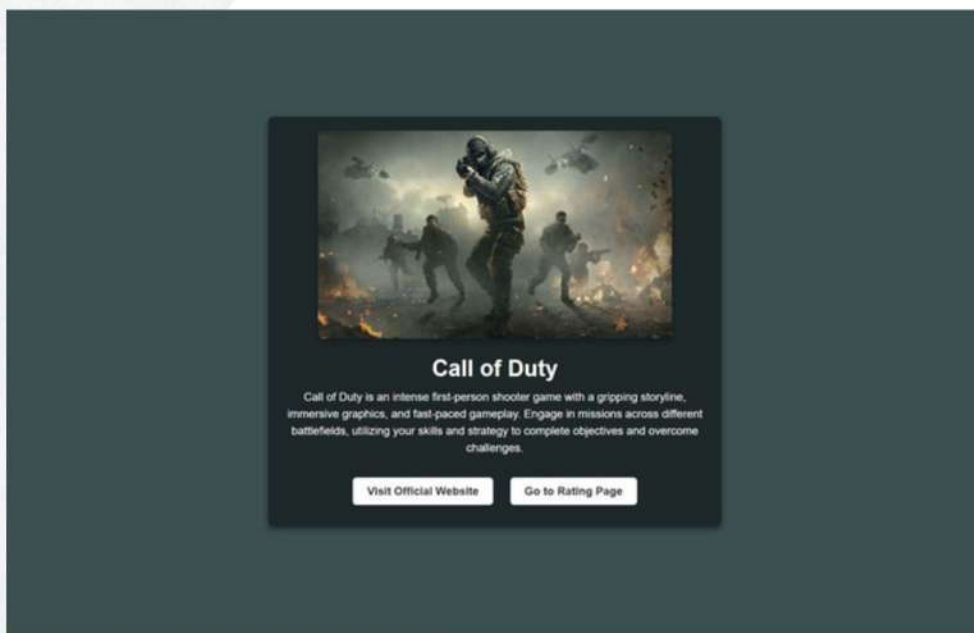 Call of Duty
Call of Duty is an intense first-person shooter game with a gripping storyline,
immersive graphics, and fast-paced gameplay. Engage in missions across different
battlefields, utilizing your skills and strategy to complete objectives and overcome
challenges.
Visit Official Website
Go to Rating Page